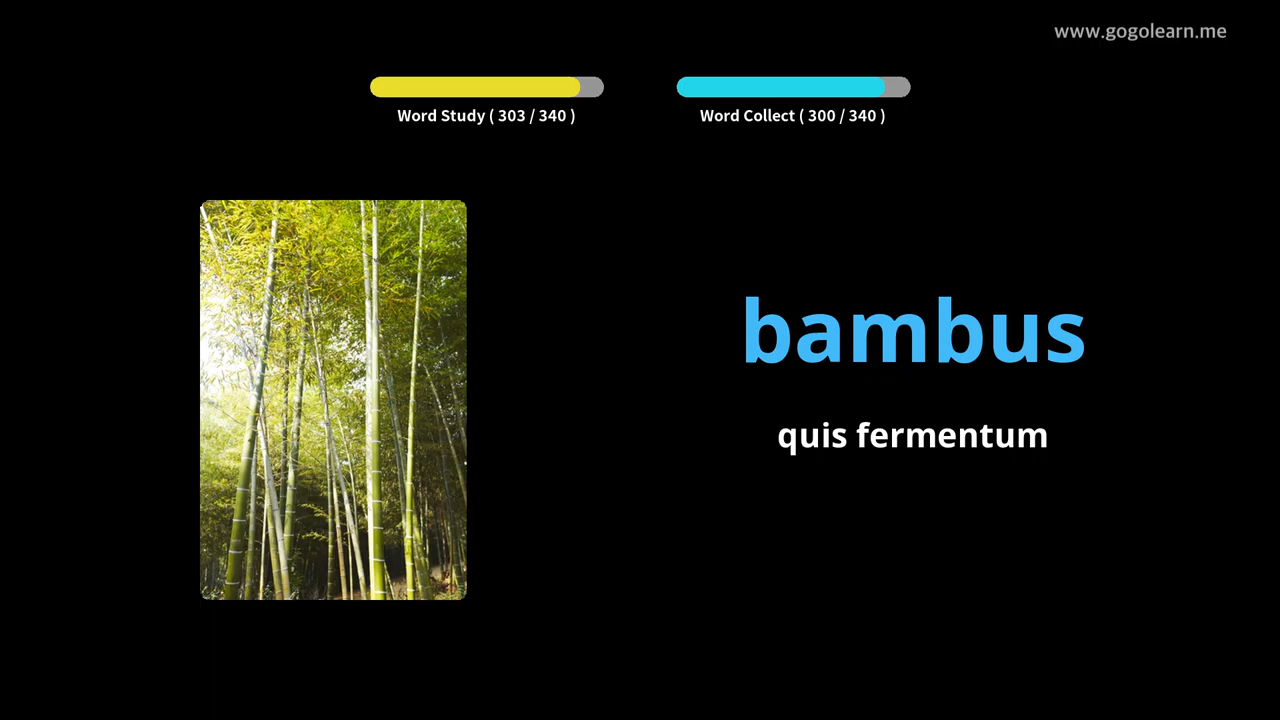 www.gogolearn.me
Word Study ( 303 / 340 )
Word Collect ( 300 / 340 )
bambus
quis fermentum